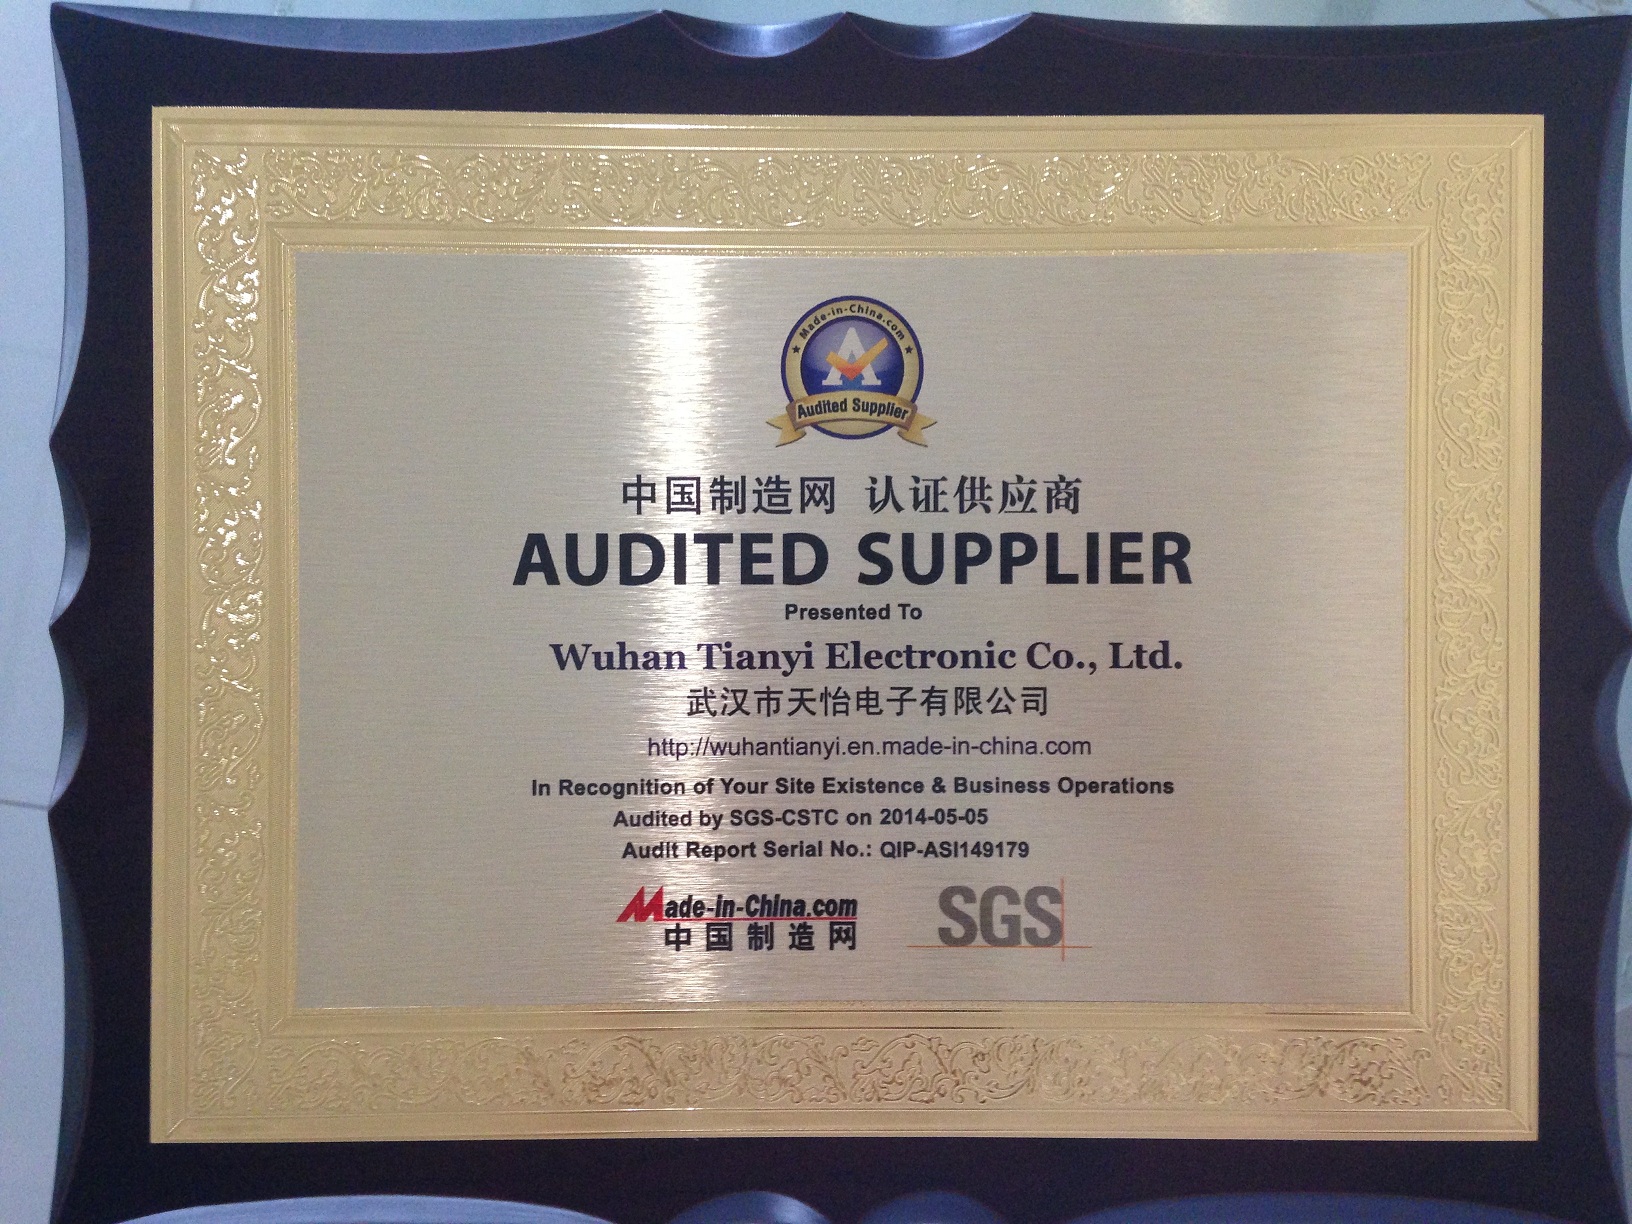 Made-in-China.com
A
Audited Supplier
中国制造网 认证供应商
AUDITED SUPPLIER
Presented To
Wuhan Tianyi Electronic Co., Ltd.
武汉市天怡电子有限公司
http://wuhantianyi.en.made-in-china.com
In Recognition of Your Site Existence & Business Operations
Audited by SGS-CSTC on 2014-05-05
Audit Report Serial No.: QIP-ASI149179
Made-in-China.com
中国制造网
SGS